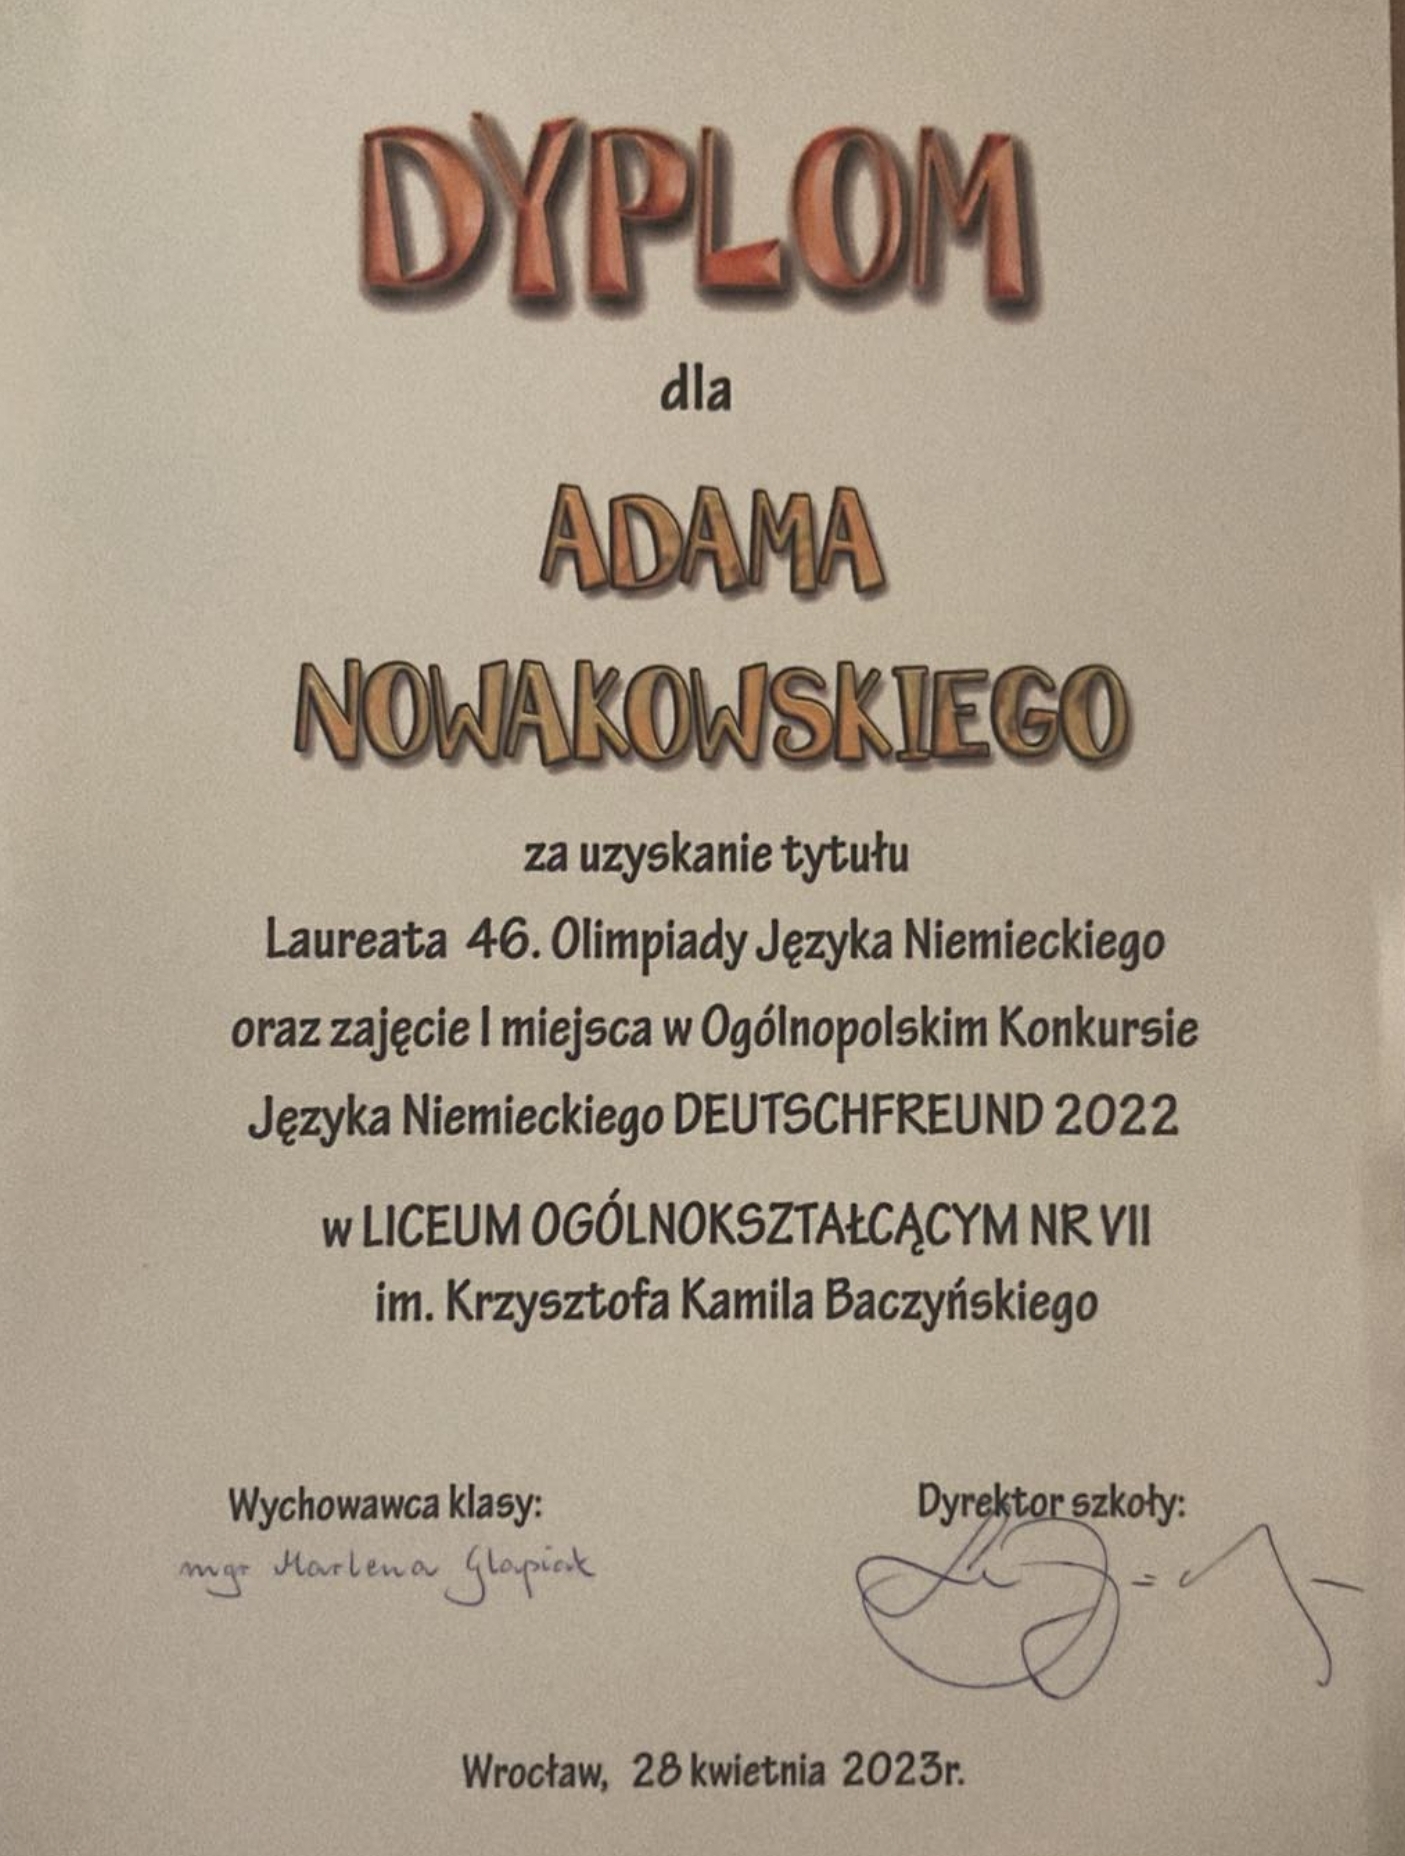 DYPLOM
dla
ADAMA
NOWAKOWSKIEGO
za uzyskanie tytułu
Laureata 46. Olimpiady Języka Niemieckiego
oraz zajęcie I miejsca w Ogólnopolskim Konkursie
Języka Niemieckiego DEUTSCHFREUND 2022
w LICEUM OGÓLNOKSZTAŁCĄCYM NR VII
im. Krzysztofa Kamila Baczyńskiego
Wychowawca klasy:
mgr Marlena Glapiak
Dyrektor szkoły:
Wrocław, 28 kwietnia 2023r.